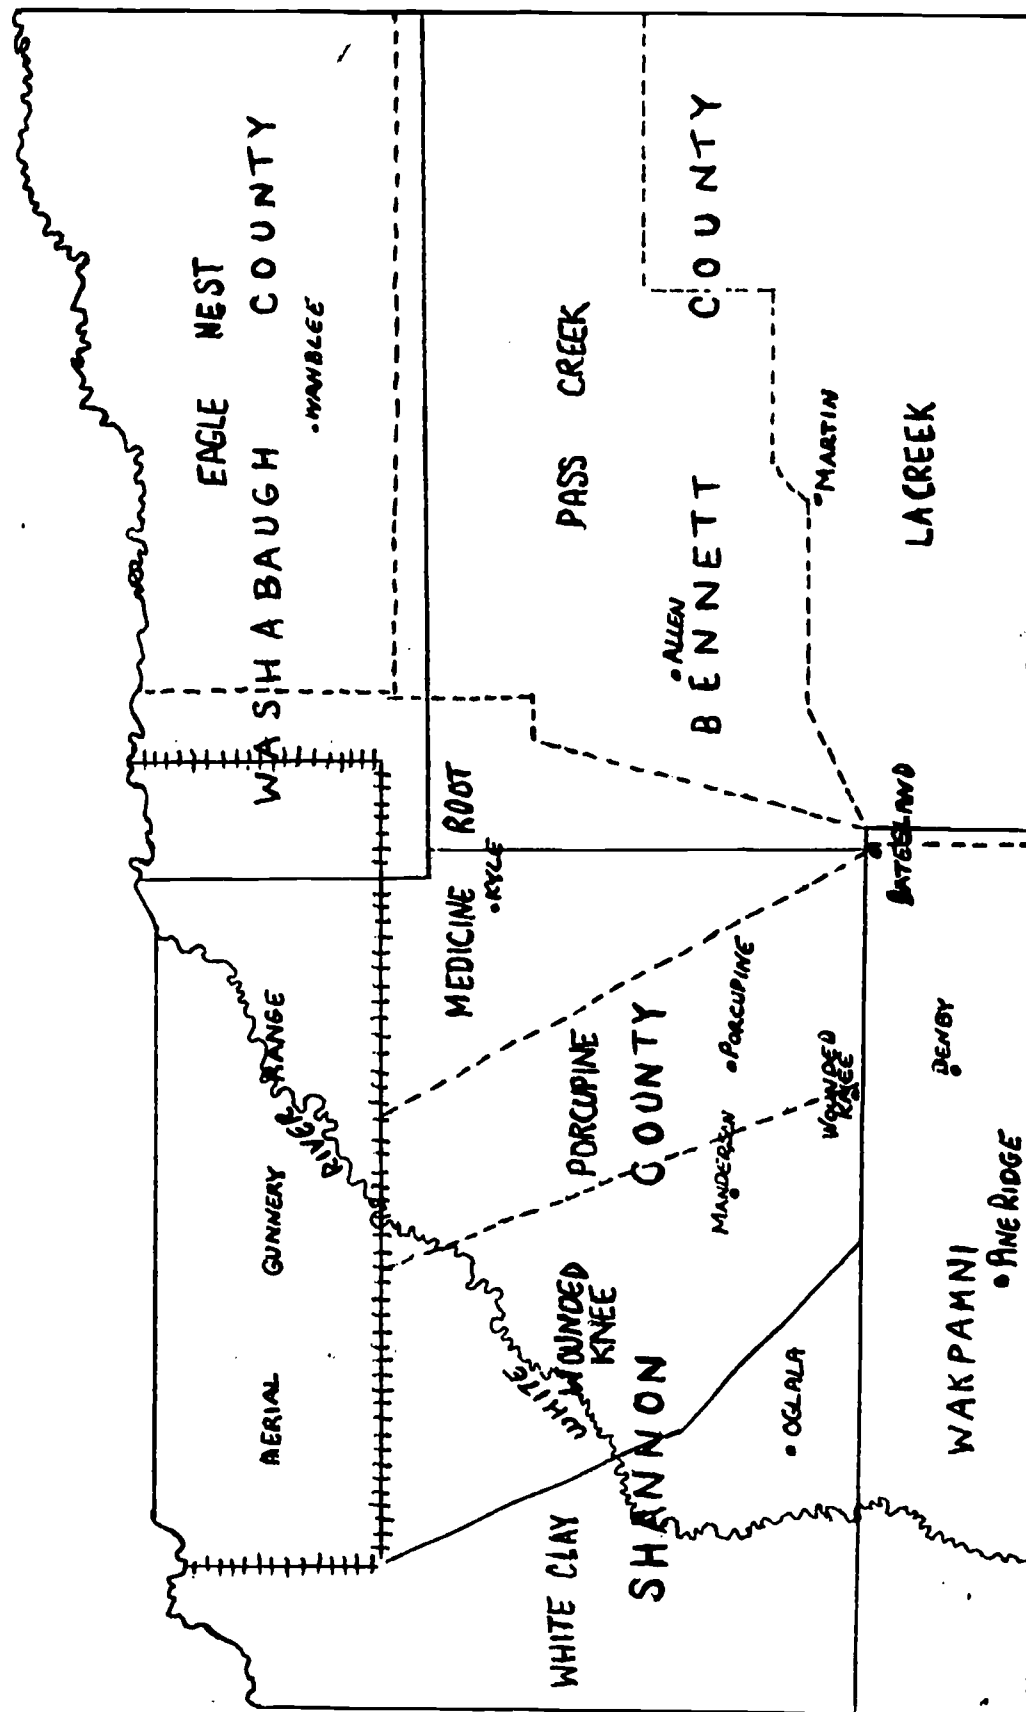 EAGLE NEST
WASHABAUGH COUNTY
WANBLEE
AERIAL GUNNERY RANGE
RIVER
WHITE
MEDICINE ROOT
KYLE
PASS CREEK
BENNETT COUNTY
ALLEN
MARTIN
LACREEK
PORCUPINE
SHANNON COUNTY
WOUNDED
KNEE
WHITE CLAY
MANDERSON
PORCUPINE
WOUNDED
KNEE
OGLALA
BATESLAND
DENBY
WAKPAMNI
PINE RIDGE